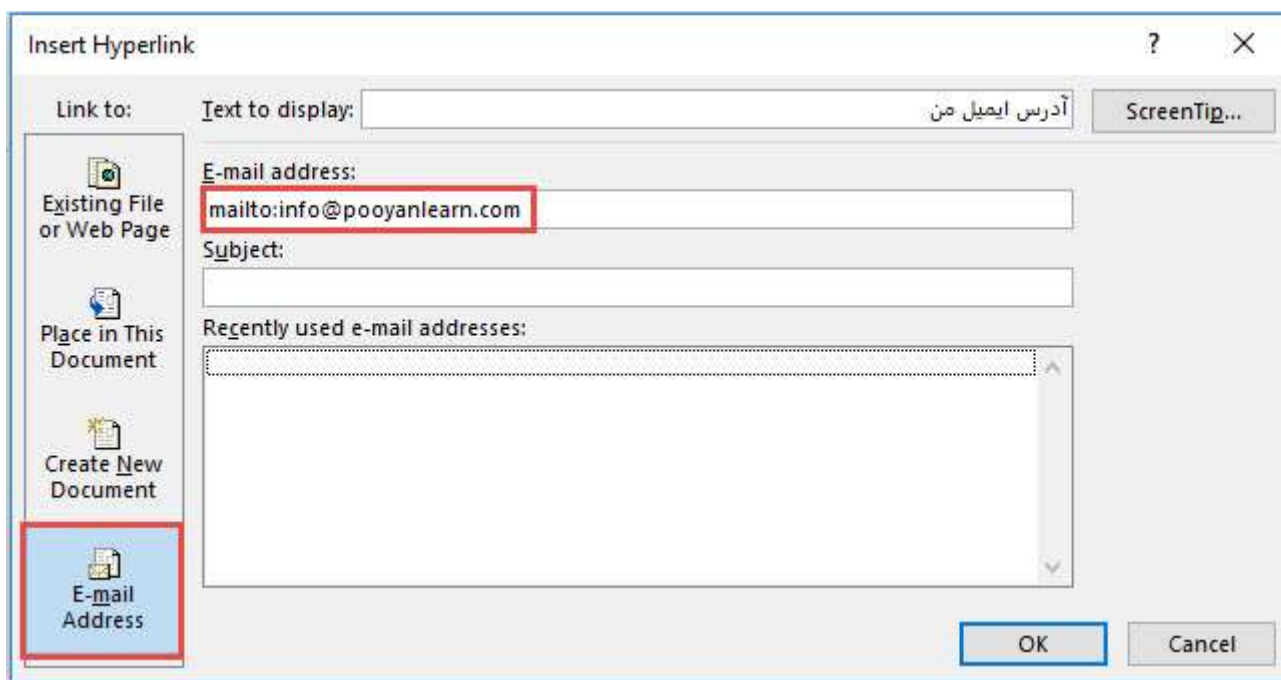 Insert Hyperlink
?
Link to:
Text to display:
آدرس ایمیل من
ScreenTip...
Existing File
or Web Page
Place in This
Document
Create New
Document
E-mail
Address
E-mail address:
mailto:info@pooyanlearn.com
Subject:
Recently used e-mail addresses:
OK
Cancel